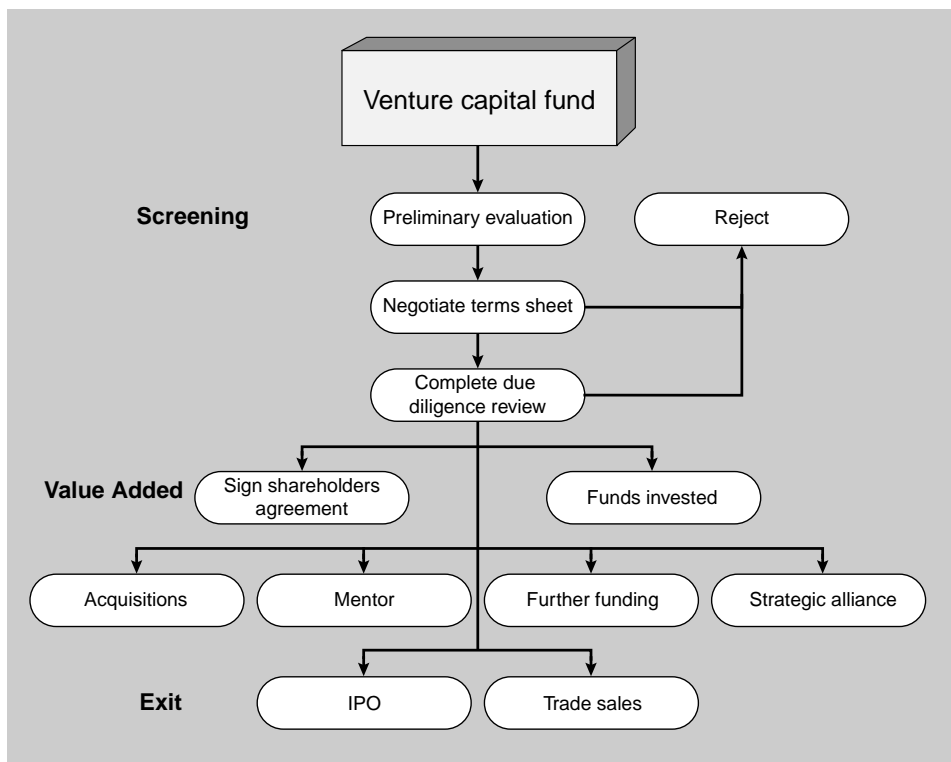 Venture capital fund
Screening
Preliminary evaluation
Reject
Negotiate terms sheet
Complete due
diligence review
Value Added
Sign shareholders
agreement
Funds invested
Acquisitions
Mentor
Further funding
Strategic alliance
Exit
IPO
Trade sales